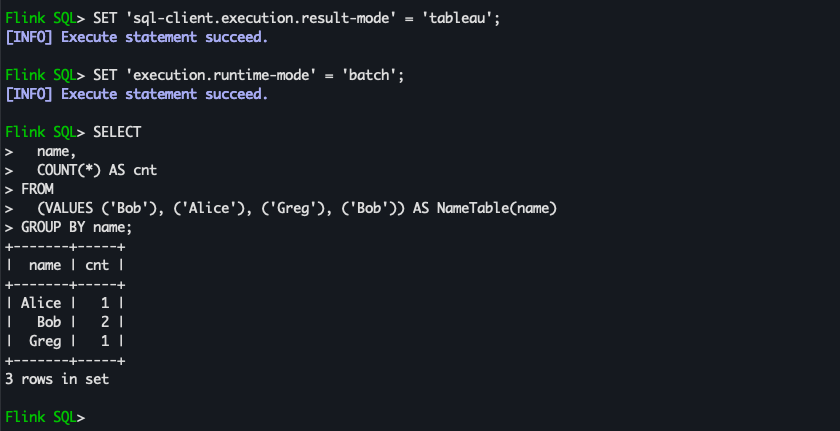 Flink SQL> SET 'sql-client.execution.result-mode' = 'tableau';
[INFO] Execute statement succeed.
Flink SQL> SET 'execution.runtime-mode' = 'batch';
[INFO] Execute statement succeed.
Flink SQL> SELECT
>   name,
>   COUNT(*) AS cnt
> FROM
>   (VALUES ('Bob'), ('Alice'), ('Greg'), ('Bob')) AS NameTable(name)
> GROUP BY name;
+-------+-----+
|  name | cnt |
+-------+-----+
| Alice |   1 |
|   Bob |   2 |
|  Greg |   1 |
+-------+-----+
3 rows in set
Flink SQL>